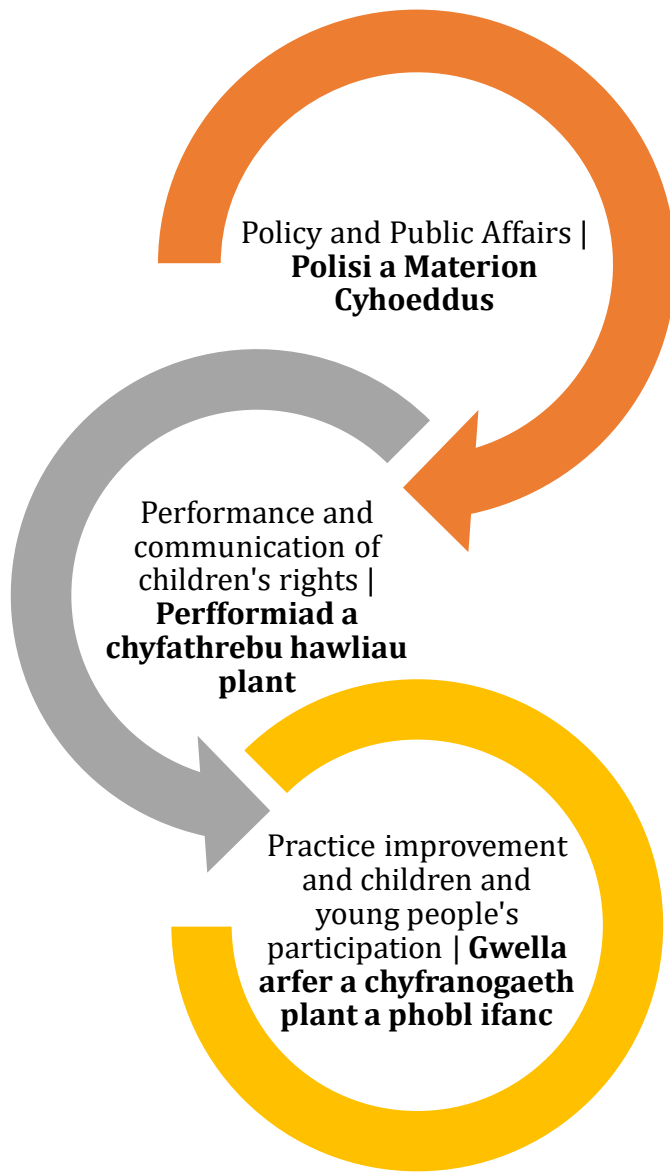 Policy and Public Affairs |
Polisi a Materion
Cyhoeddus
Performance and
communication of
children's rights |
Perfformiad a
chyfathrebu hawliau
plant
Practice improvement
and children and
young people's
participation | Gwella
arfer a chyfranogaeth
plant a phobl ifanc